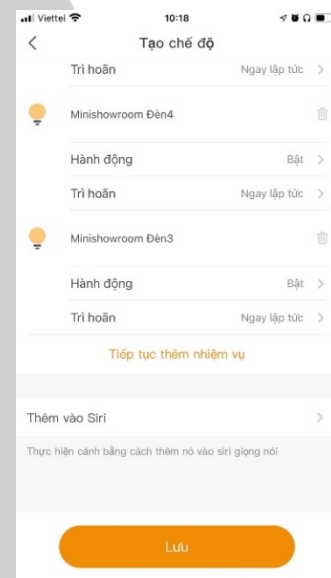 Viettel 10:18
Tạo chế độ
Trì hoãn Ngay lập tức
Minishowroom Đèn4
Hành động Bật
Trì hoãn Ngay lập tức
Minishowroom Đèn3
Hành động Bật
Trì hoãn Ngay lập tức
Tiếp tục thêm nhiệm vụ
Thêm vào Siri
Thực hiện cảnh bằng cách thêm nó vào siri giọng nói
Lưu